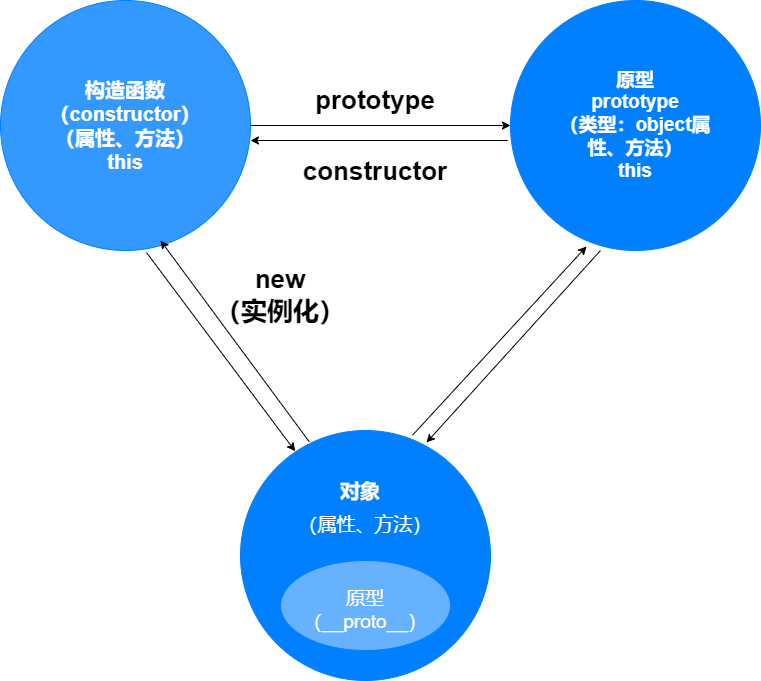 构造函数
（constructor）
（属性、方法）
this
prototype
constructor
原型
prototype
（类型：object属
性、方法）
this
new
（实例化）
对象
（属性、方法）
原型
（__proto__）